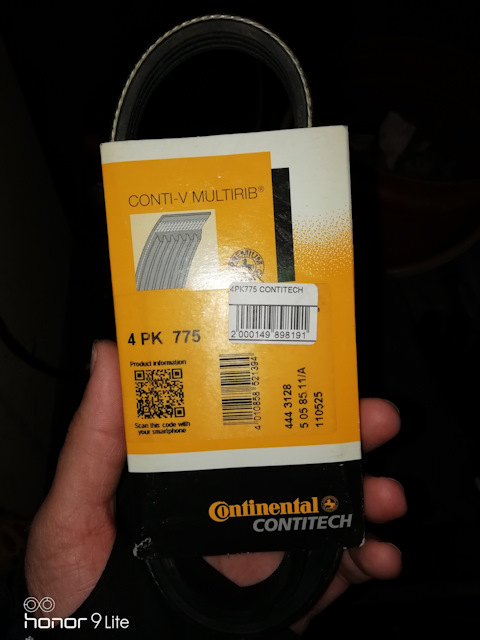 CONTI-V MULTIRIB®
PREMIUM
4PK775 CONTITECH
2 000149 898191
4 PK 775
Product information
Scan this code with
your smartphone
4 010858 521394
444 3128
5 05 85 11/A
110525
Continental
CONTITECH
honor 9 Lite